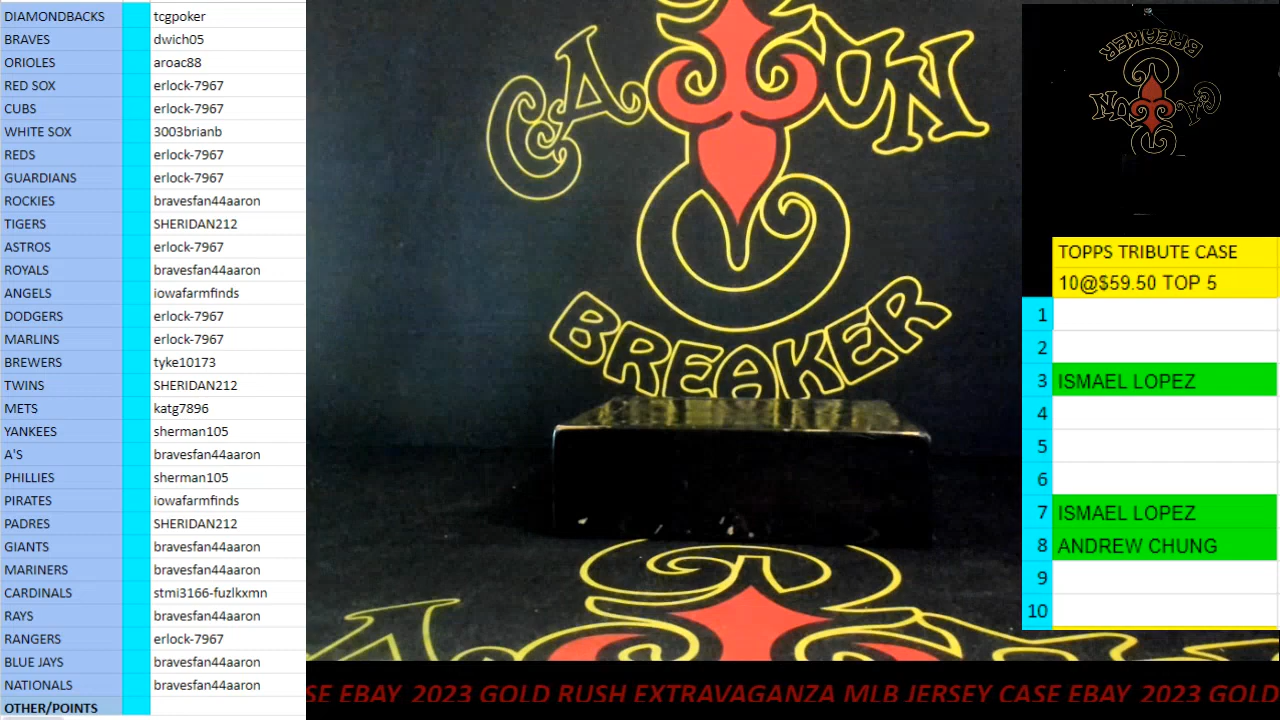 DIAMONDBACKS tcgpoker
BRAVES dwich05
ORIOLES aroac88
RED SOX erlock-7967
CUBS erlock-7967
WHITE SOX 3003brianb
REDS erlock-7967
GUARDIANS erlock-7967
ROCKIES bravesfan44aaron
TIGERS SHERIDAN212
ASTROS erlock-7967
ROYALS bravesfan44aaron
ANGELS iowafarmfinds
DODGERS erlock-7967
MARLINS erlock-7967
BREWERS tyke10173
TWINS SHERIDAN212
METS katg7896
YANKEES sherman105
A'S bravesfan44aaron
PHILLIES sherman105
PIRATES iowafarmfinds
PADRES SHERIDAN212
GIANTS bravesfan44aaron
MARINERS bravesfan44aaron
CARDINALS stmi3166-fuzlkxmn
RAYS bravesfan44aaron
RANGERS erlock-7967
BLUE JAYS bravesfan44aaron
NATIONALS bravesfan44aaron
OTHER/POINTS
CAJUN
BREAKER
CAJUN
BREAKER
TOPPS TRIBUTE CASE
10@$59.50 TOP 5
1
2
3 ISMAEL LOPEZ
4
5
6
7 ISMAEL LOPEZ
8 ANDREW CHUNG
9
10
SE EBAY 2023 GOLD RUSH EXTRAVAGANZA MLB JERSEY CASE EBAY 2023 GOLD